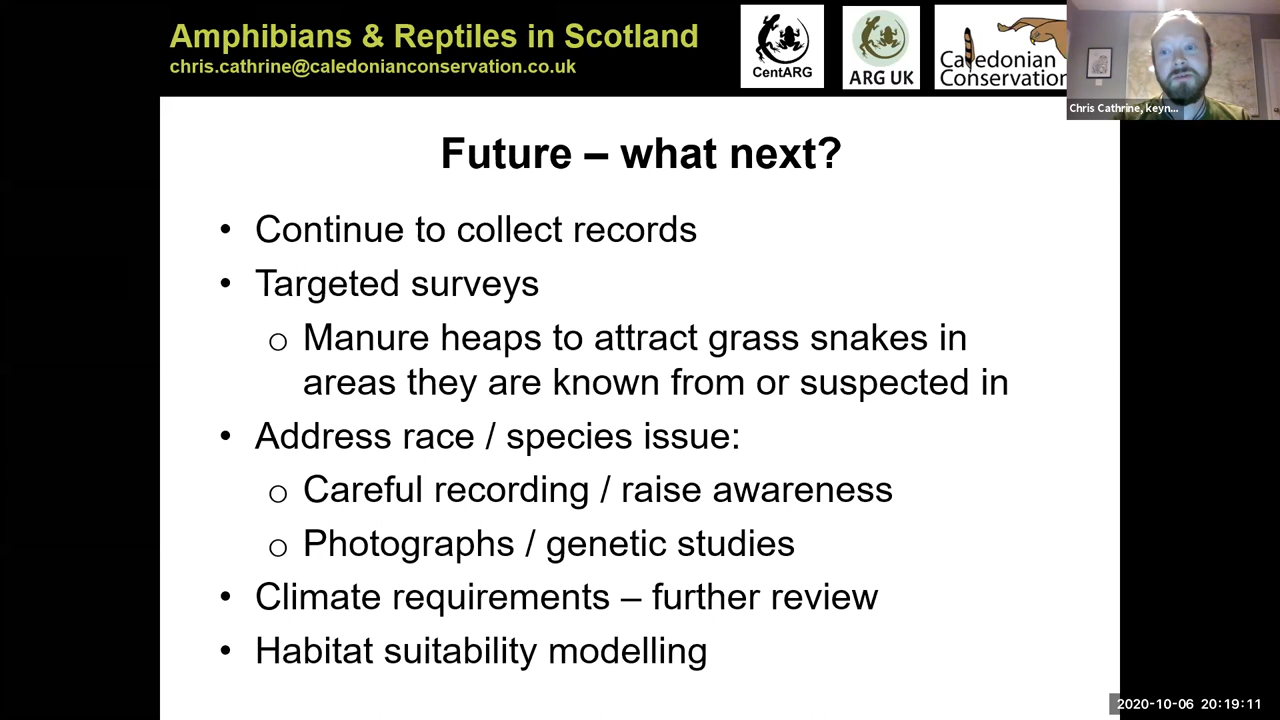 Amphibians & Reptiles in Scotland
chris.cathrine@caledonianconservation.co.uk
CentARG
ARG UK
Caledonian
Conservation
Chris Cathrine, keyn...
Future – what next?
• Continue to collect records
• Targeted surveys
o Manure heaps to attract grass snakes in
areas they are known from or suspected in
• Address race / species issue:
o Careful recording / raise awareness
o Photographs / genetic studies
• Climate requirements – further review
• Habitat suitability modelling
2020-10-06 20:19:11